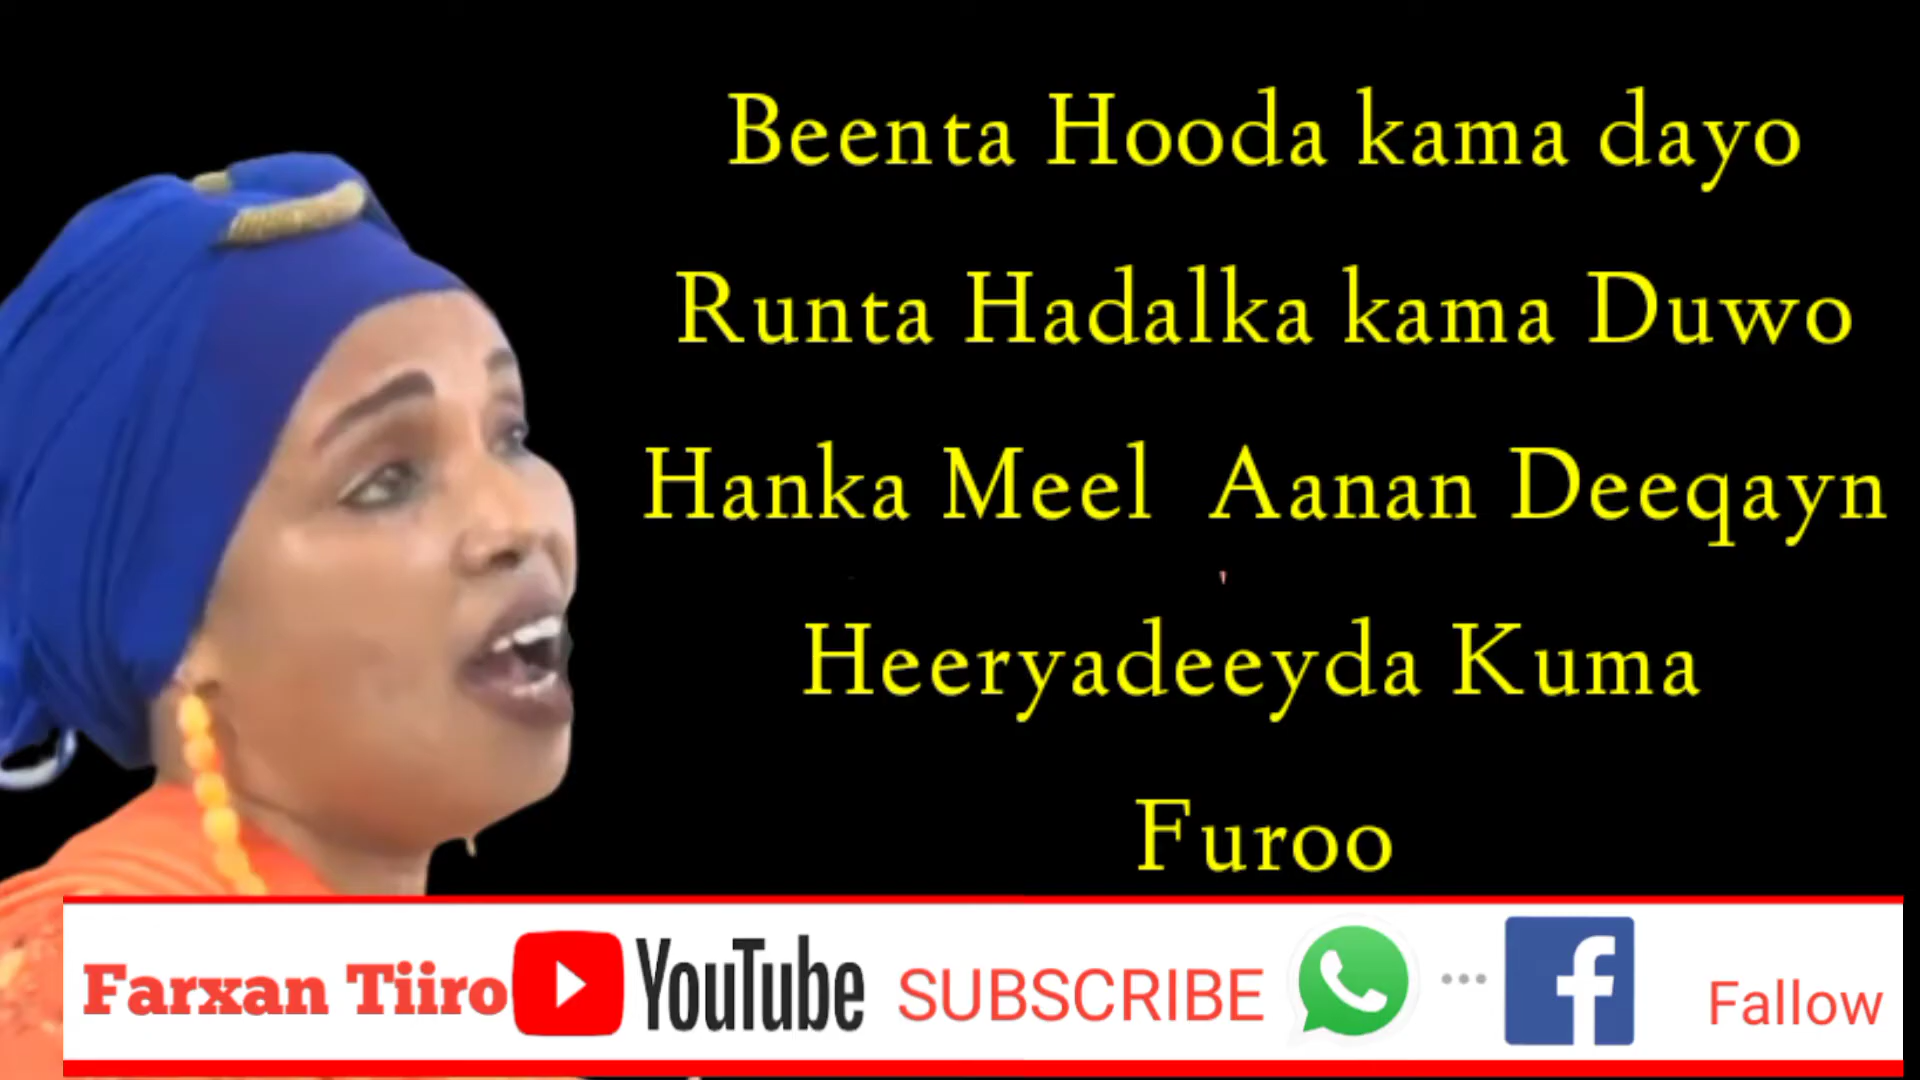 Beenta Hooda kama dayo
Runta Hadalka kama Duwo
Hanka Meel Aanan Deeqayn
Heeryadeeyda Kuma
Furoo
Farxan Tiiro YouTube SUBSCRIBE ... Fallow